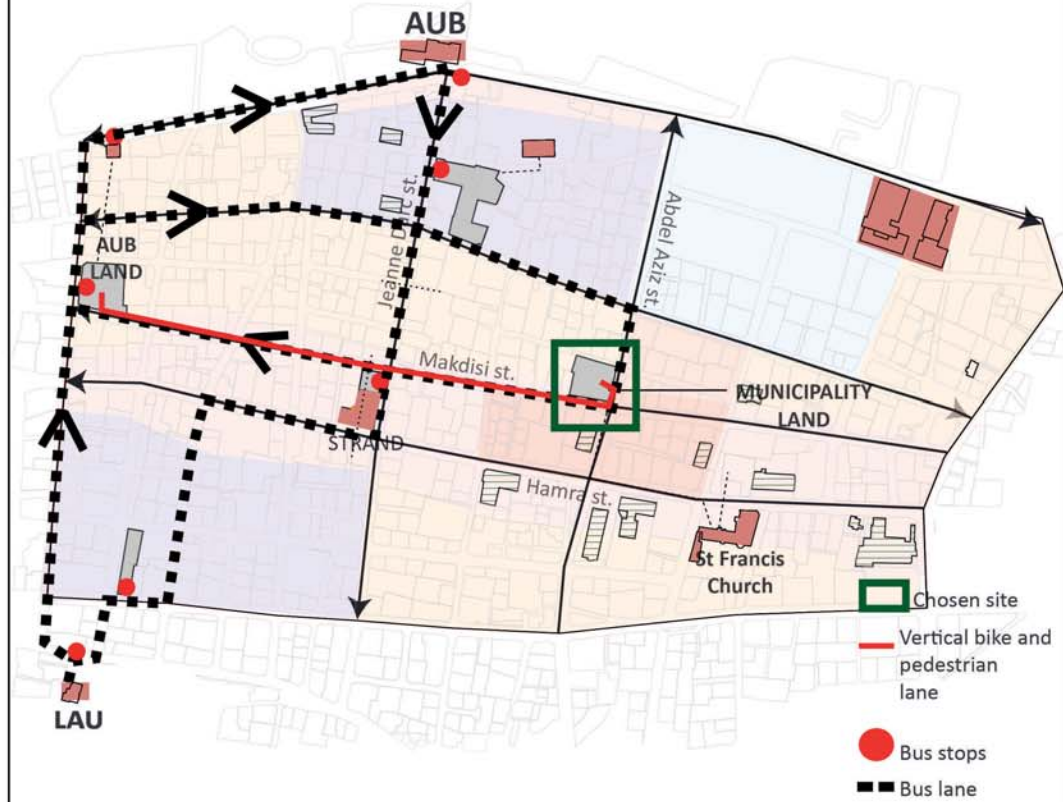 AUB
Jeanne Darc st.
Abdel Aziz st.
AUB
LAND
Makdisi st.
MUNICIPALITY
LAND
STRAND
Hamra st.
St Francis
Church
LAU
Chosen site
Vertical bike and
pedestrian
lane
Bus stops
Bus lane